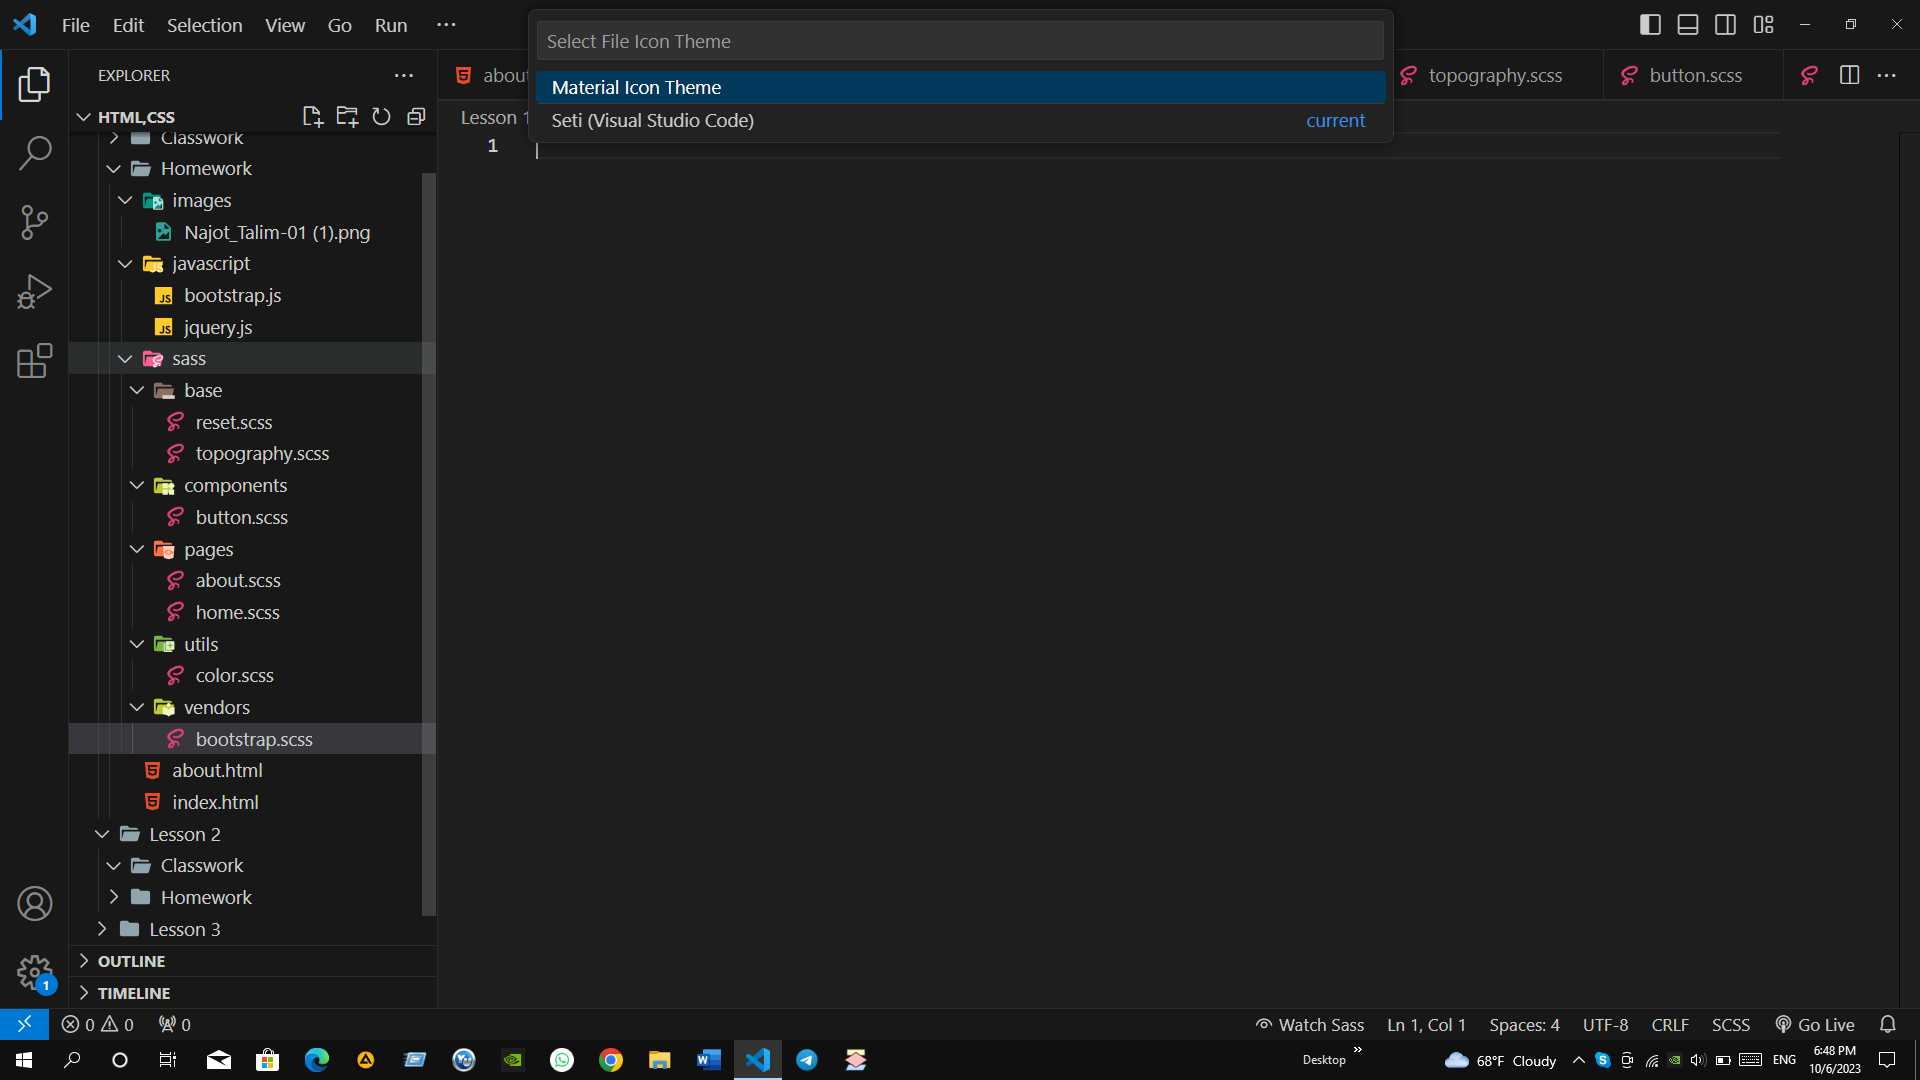 File Edit Selection View Go Run
Select File Icon Theme
Material Icon Theme
Seti (Visual Studio Code) current
EXPLORER
HTML,CSS
Classwork
Homework
images
Najot_Talim-01 (1).png
javascript
bootstrap.js
jquery.js
sass
base
reset.scss
topography.scss
components
button.scss
pages
about.scss
home.scss
utils
color.scss
vendors
bootstrap.scss
about.html
index.html
Lesson 2
Classwork
Homework
Lesson 3
OUTLINE
TIMELINE
1
about
topography.scss
button.scss
Lesson 1
1
0 0 0
Watch Sass Ln 1, Col 1 Spaces: 4 UTF-8 CRLF SCSS Go Live
Desktop
68°F Cloudy
ENG
6:48 PM
10/6/2023